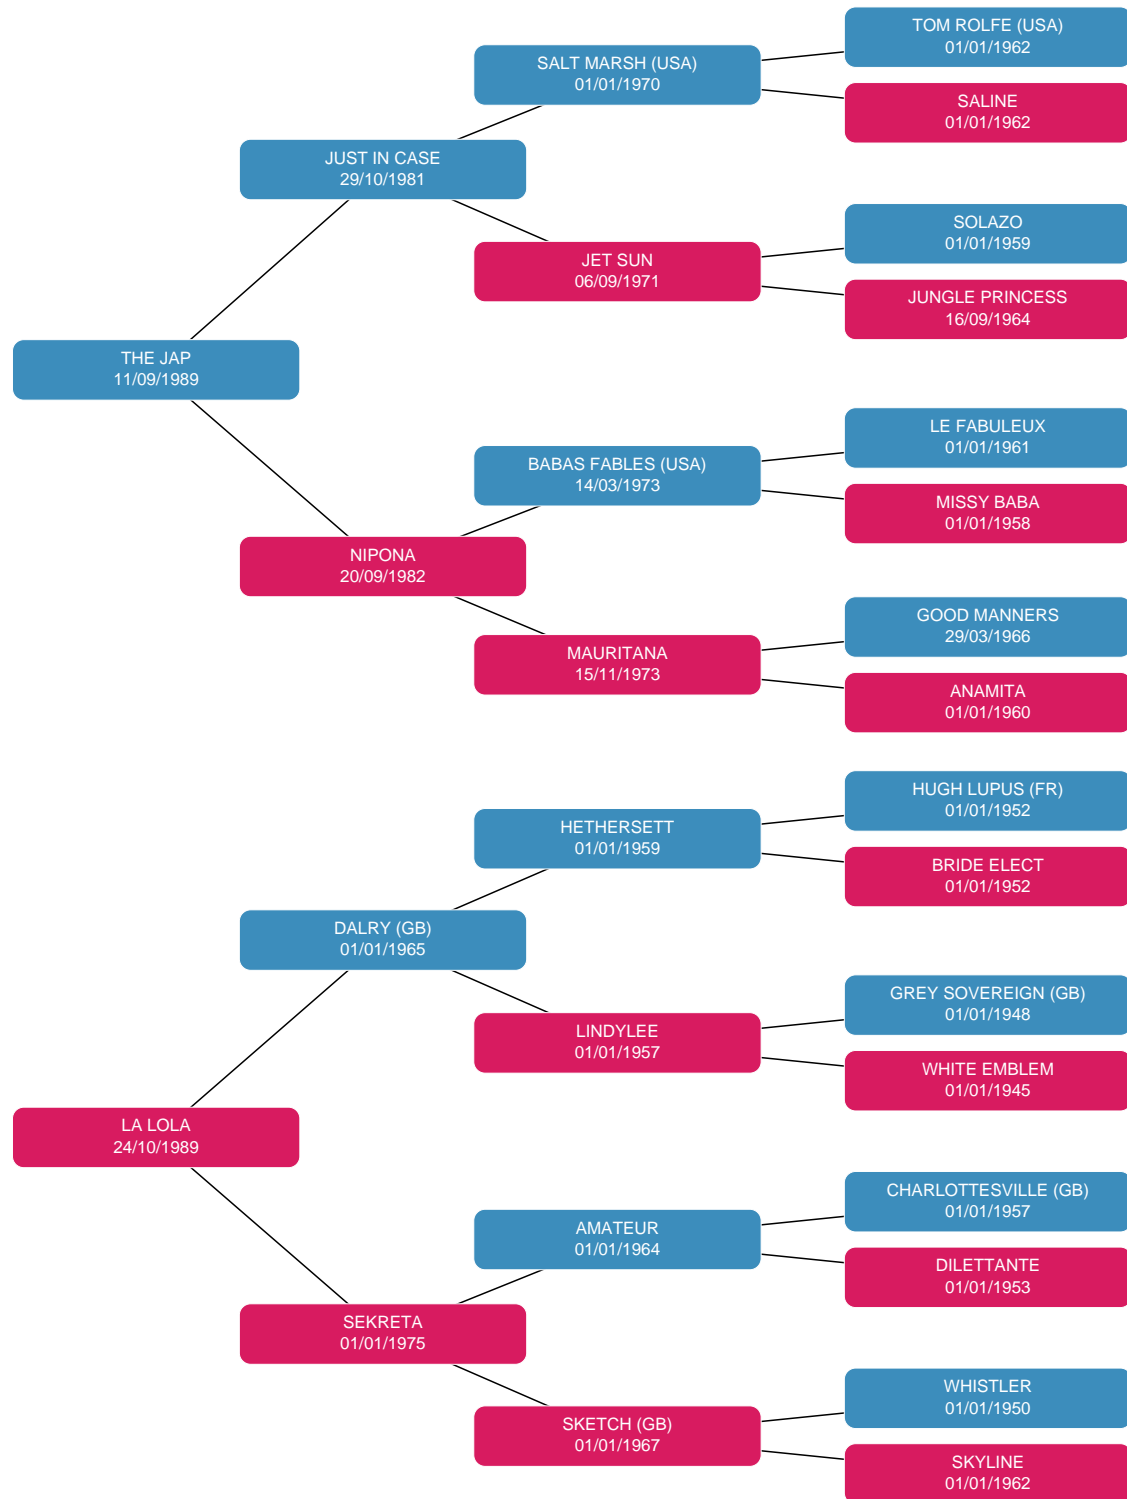 TOM ROLFE (USA)
01/01/1962
SALT MARSH (USA)
01/01/1970
SALINE
01/01/1962
JUST IN CASE
29/10/1981
SOLAZO
01/01/1959
JET SUN
06/09/1971
JUNGLE PRINCESS
16/09/1964
THE JAP
11/09/1989
LE FABULEUX
01/01/1961
BABAS FABLES (USA)
14/03/1973
MISSY BABA
01/01/1958
NIPONA
20/09/1982
GOOD MANNERS
29/03/1966
MAURITANA
15/11/1973
ANAMITA
01/01/1960
HUGH LUPUS (FR)
01/01/1952
HETHERSETT
01/01/1959
BRIDE ELECT
01/01/1952
DALRY (GB)
01/01/1965
GREY SOVEREIGN (GB)
01/01/1948
LINDYLEE
01/01/1957
WHITE EMBLEM
01/01/1945
LA LOLA
24/10/1989
CHARLOTTESVILLE (GB)
01/01/1957
AMATEUR
01/01/1964
DILETTANTE
01/01/1953
SEKRETA
01/01/1975
WHISTLER
01/01/1950
SKETCH (GB)
01/01/1967
SKYLINE
01/01/1962